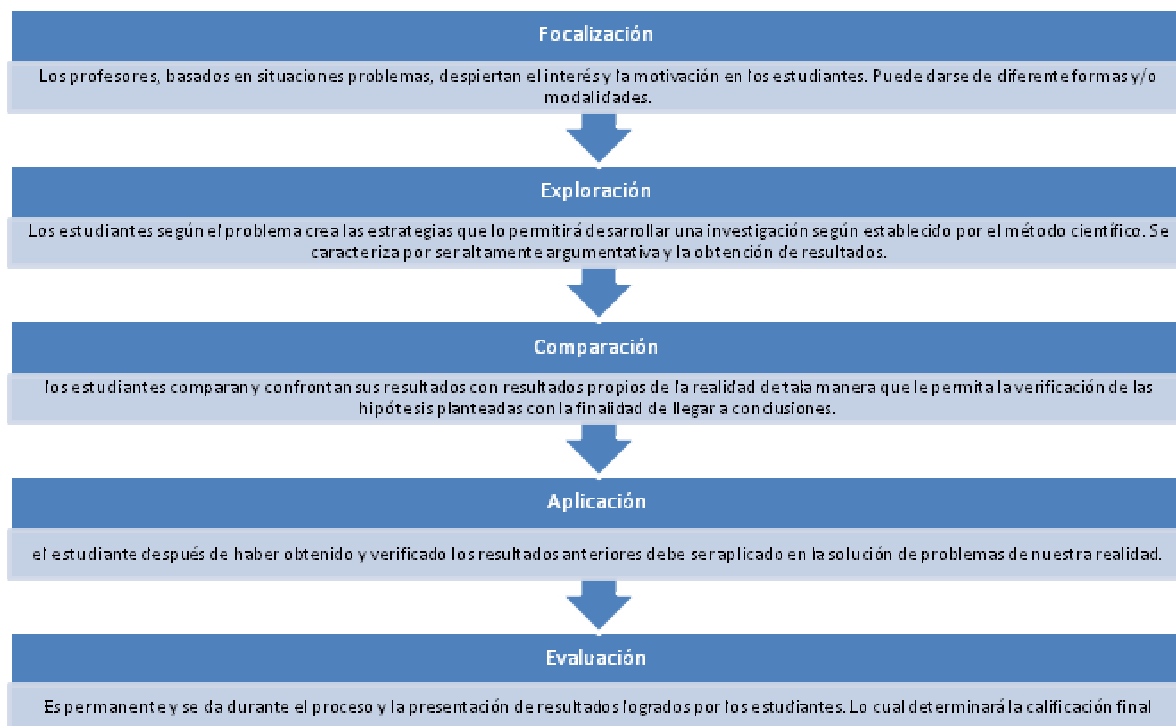 Focalización
Los profesores, basados en situaciones problemas, despiertan el interés y la motivación en los estudiantes. Puede darse de diferente formas y/o
modalidades.
Exploración
Los estudiantes según el problema crea las estrategias que lo permitirá desarrollar una investigación según establecido por el método científico. Se
caracteriza por ser altamente argumentativa y la obtención de resultados.
Comparación
los estudiantes comparan y confrontan sus resultados con resultados propios de la realidad de tala manera que le permita la verificación de las
hipótesis planteadas con la finalidad de llegar a conclusiones.
Aplicación
el estudiante después de haber obtenido y verificado los resultados anteriores debe ser aplicado en la solución de problemas de nuestra realidad.
Evaluación
Es permanente y se da durante el proceso y la presentación de resultados logrados por los estudiantes. Lo cual determinará la calificación final